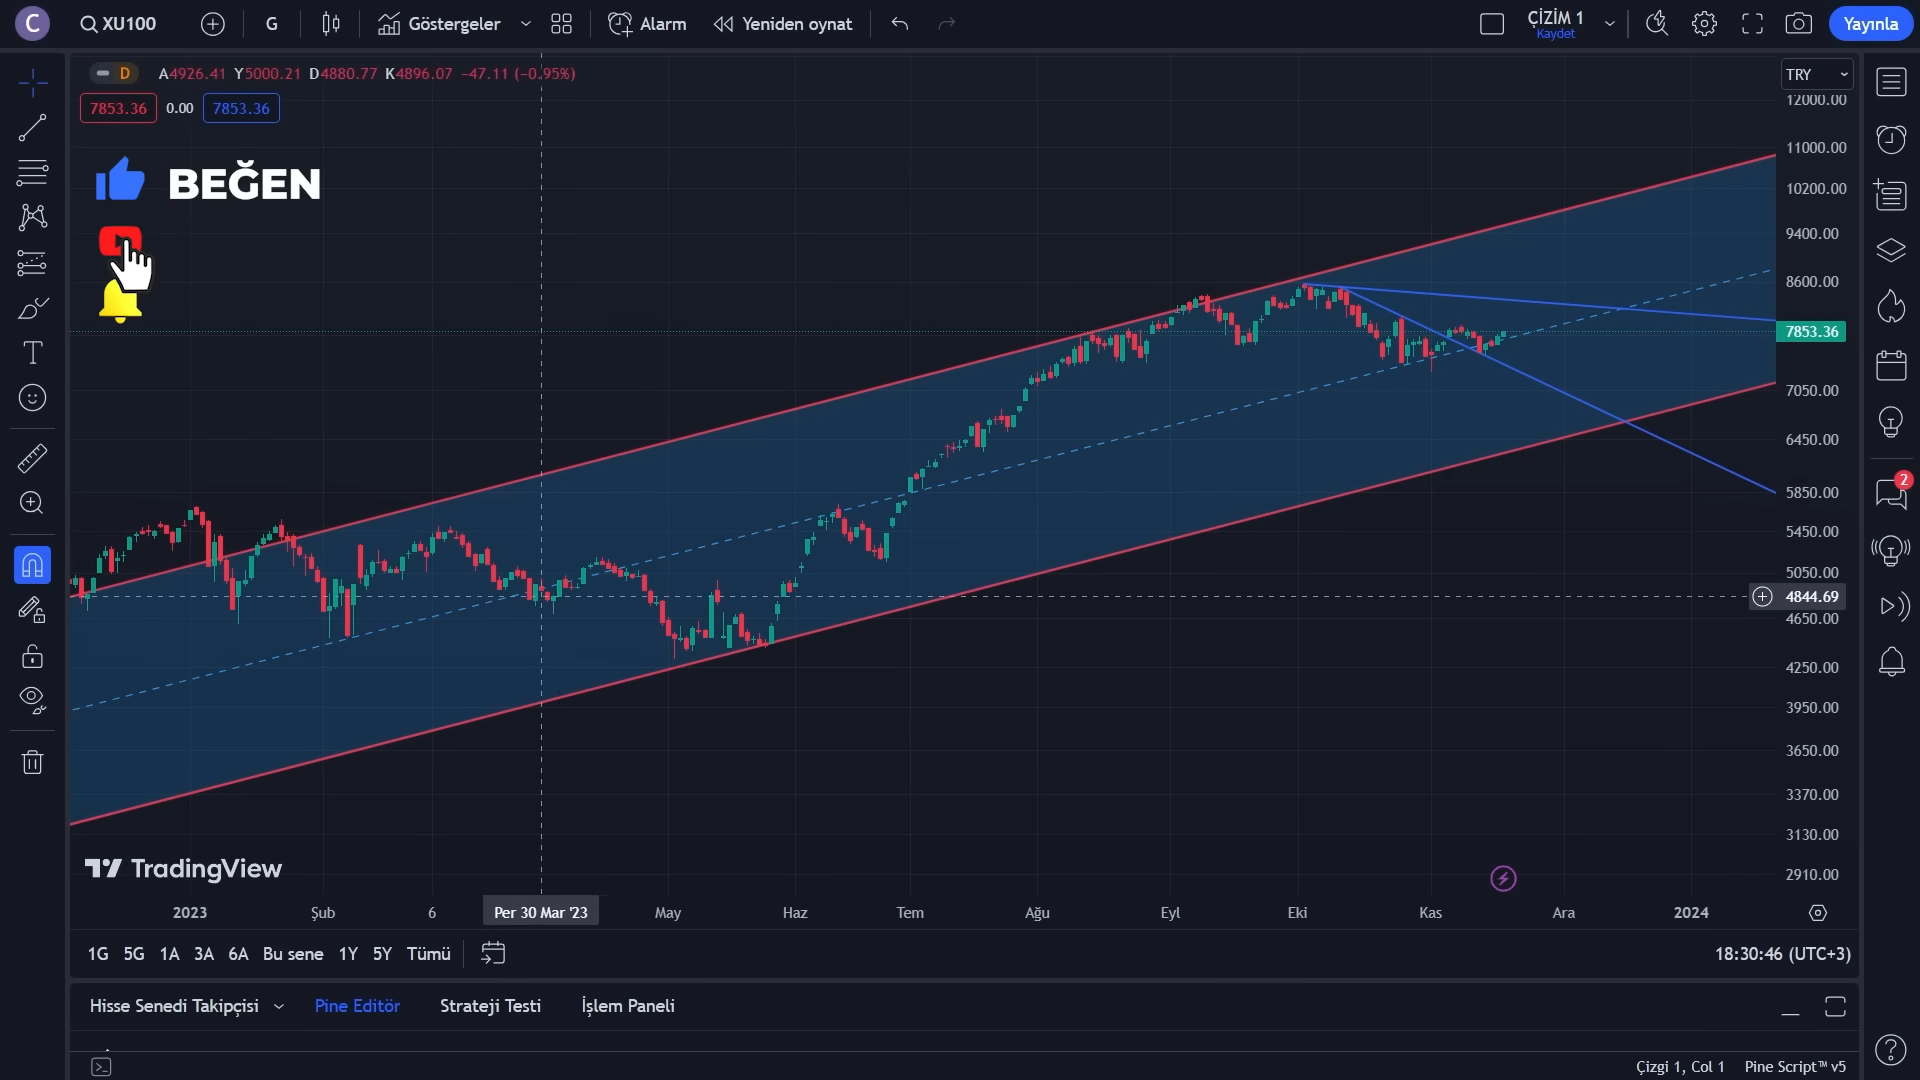 C
XU100
G
Göstergeler
Alarm
Yeniden oynat
ÇİZİM 1
Kaydet
Yayınla
D
A4926.41 Y5000.21 D4880.77 K4896.07 −47.11 (−0.95%)
TRY
7853.36 0.00 7853.36
12000.00
11000.00
BEĞEN
10200.00
9400.00
8600.00
7853.36
7050.00
6450.00
5850.00
2
5450.00
5050.00
4844.69
4650.00
4250.00
3950.00
3650.00
3370.00
3130.00
2910.00
TradingView
2023 Şub 6 Per 30 Mar '23 May Haz Tem Ağu Eyl Eki Kas Ara 2024
1G 5G 1A 3A 6A Bu sene 1Y 5Y Tümü
18:30:46 (UTC+3)
Hisse Senedi Takipçisi Pine Editör Strateji Testi İşlem Paneli
Çizgi 1, Col 1 Pine Script™ v5